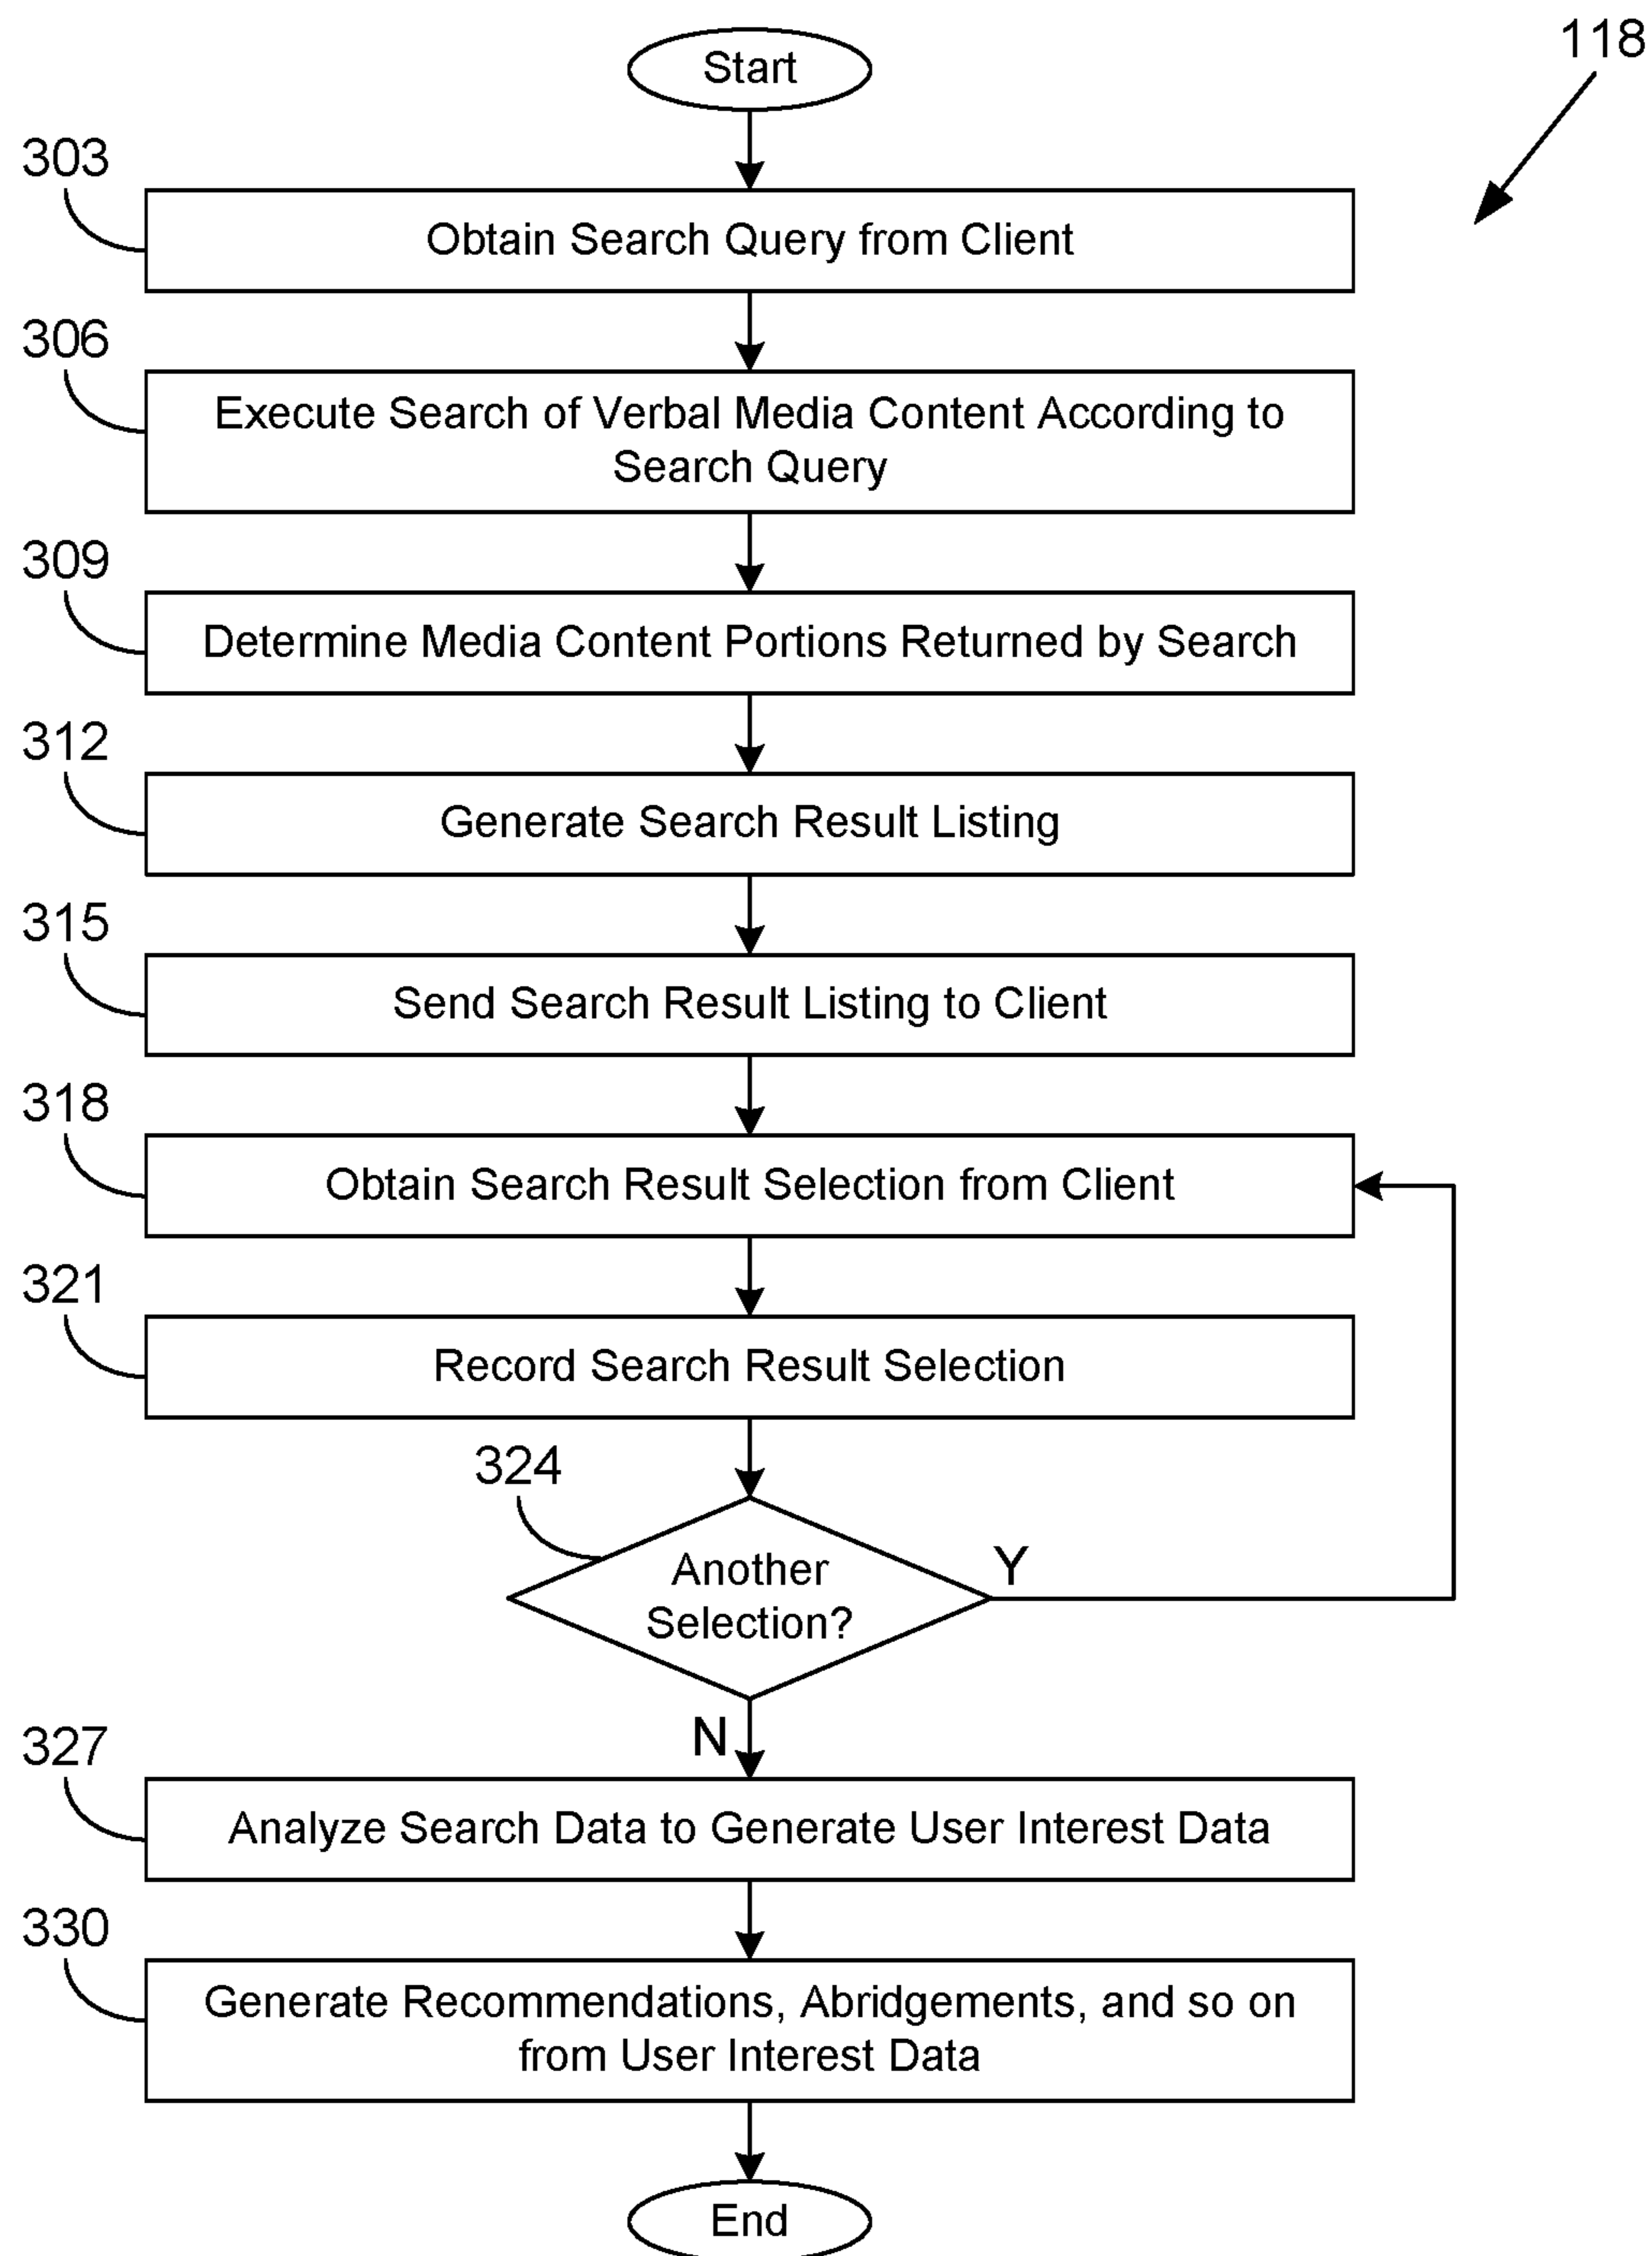 Start
118
303
Obtain Search Query from Client
306
Execute Search of Verbal Media Content According to
Search Query
309
Determine Media Content Portions Returned by Search
312
Generate Search Result Listing
315
Send Search Result Listing to Client
318
Obtain Search Result Selection from Client
321
Record Search Result Selection
324
Another
Selection?
Y
N
327
Analyze Search Data to Generate User Interest Data
330
Generate Recommendations, Abridgements, and so on
from User Interest Data
End